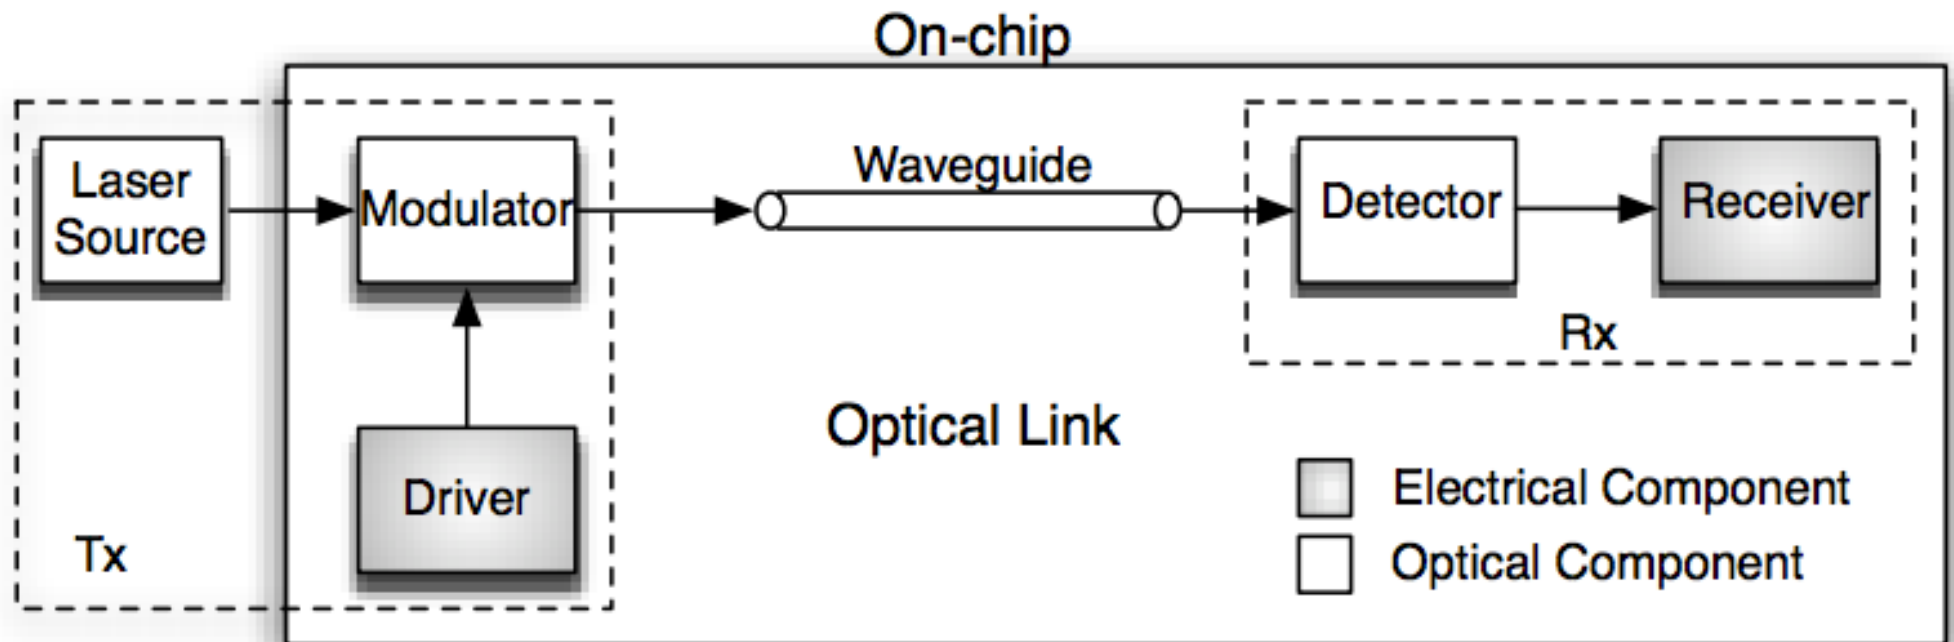 On-chip
Laser
Source
Modulator
Waveguide
Detector
Receiver
Rx
Optical Link
Driver
Tx
Electrical Component
Optical Component